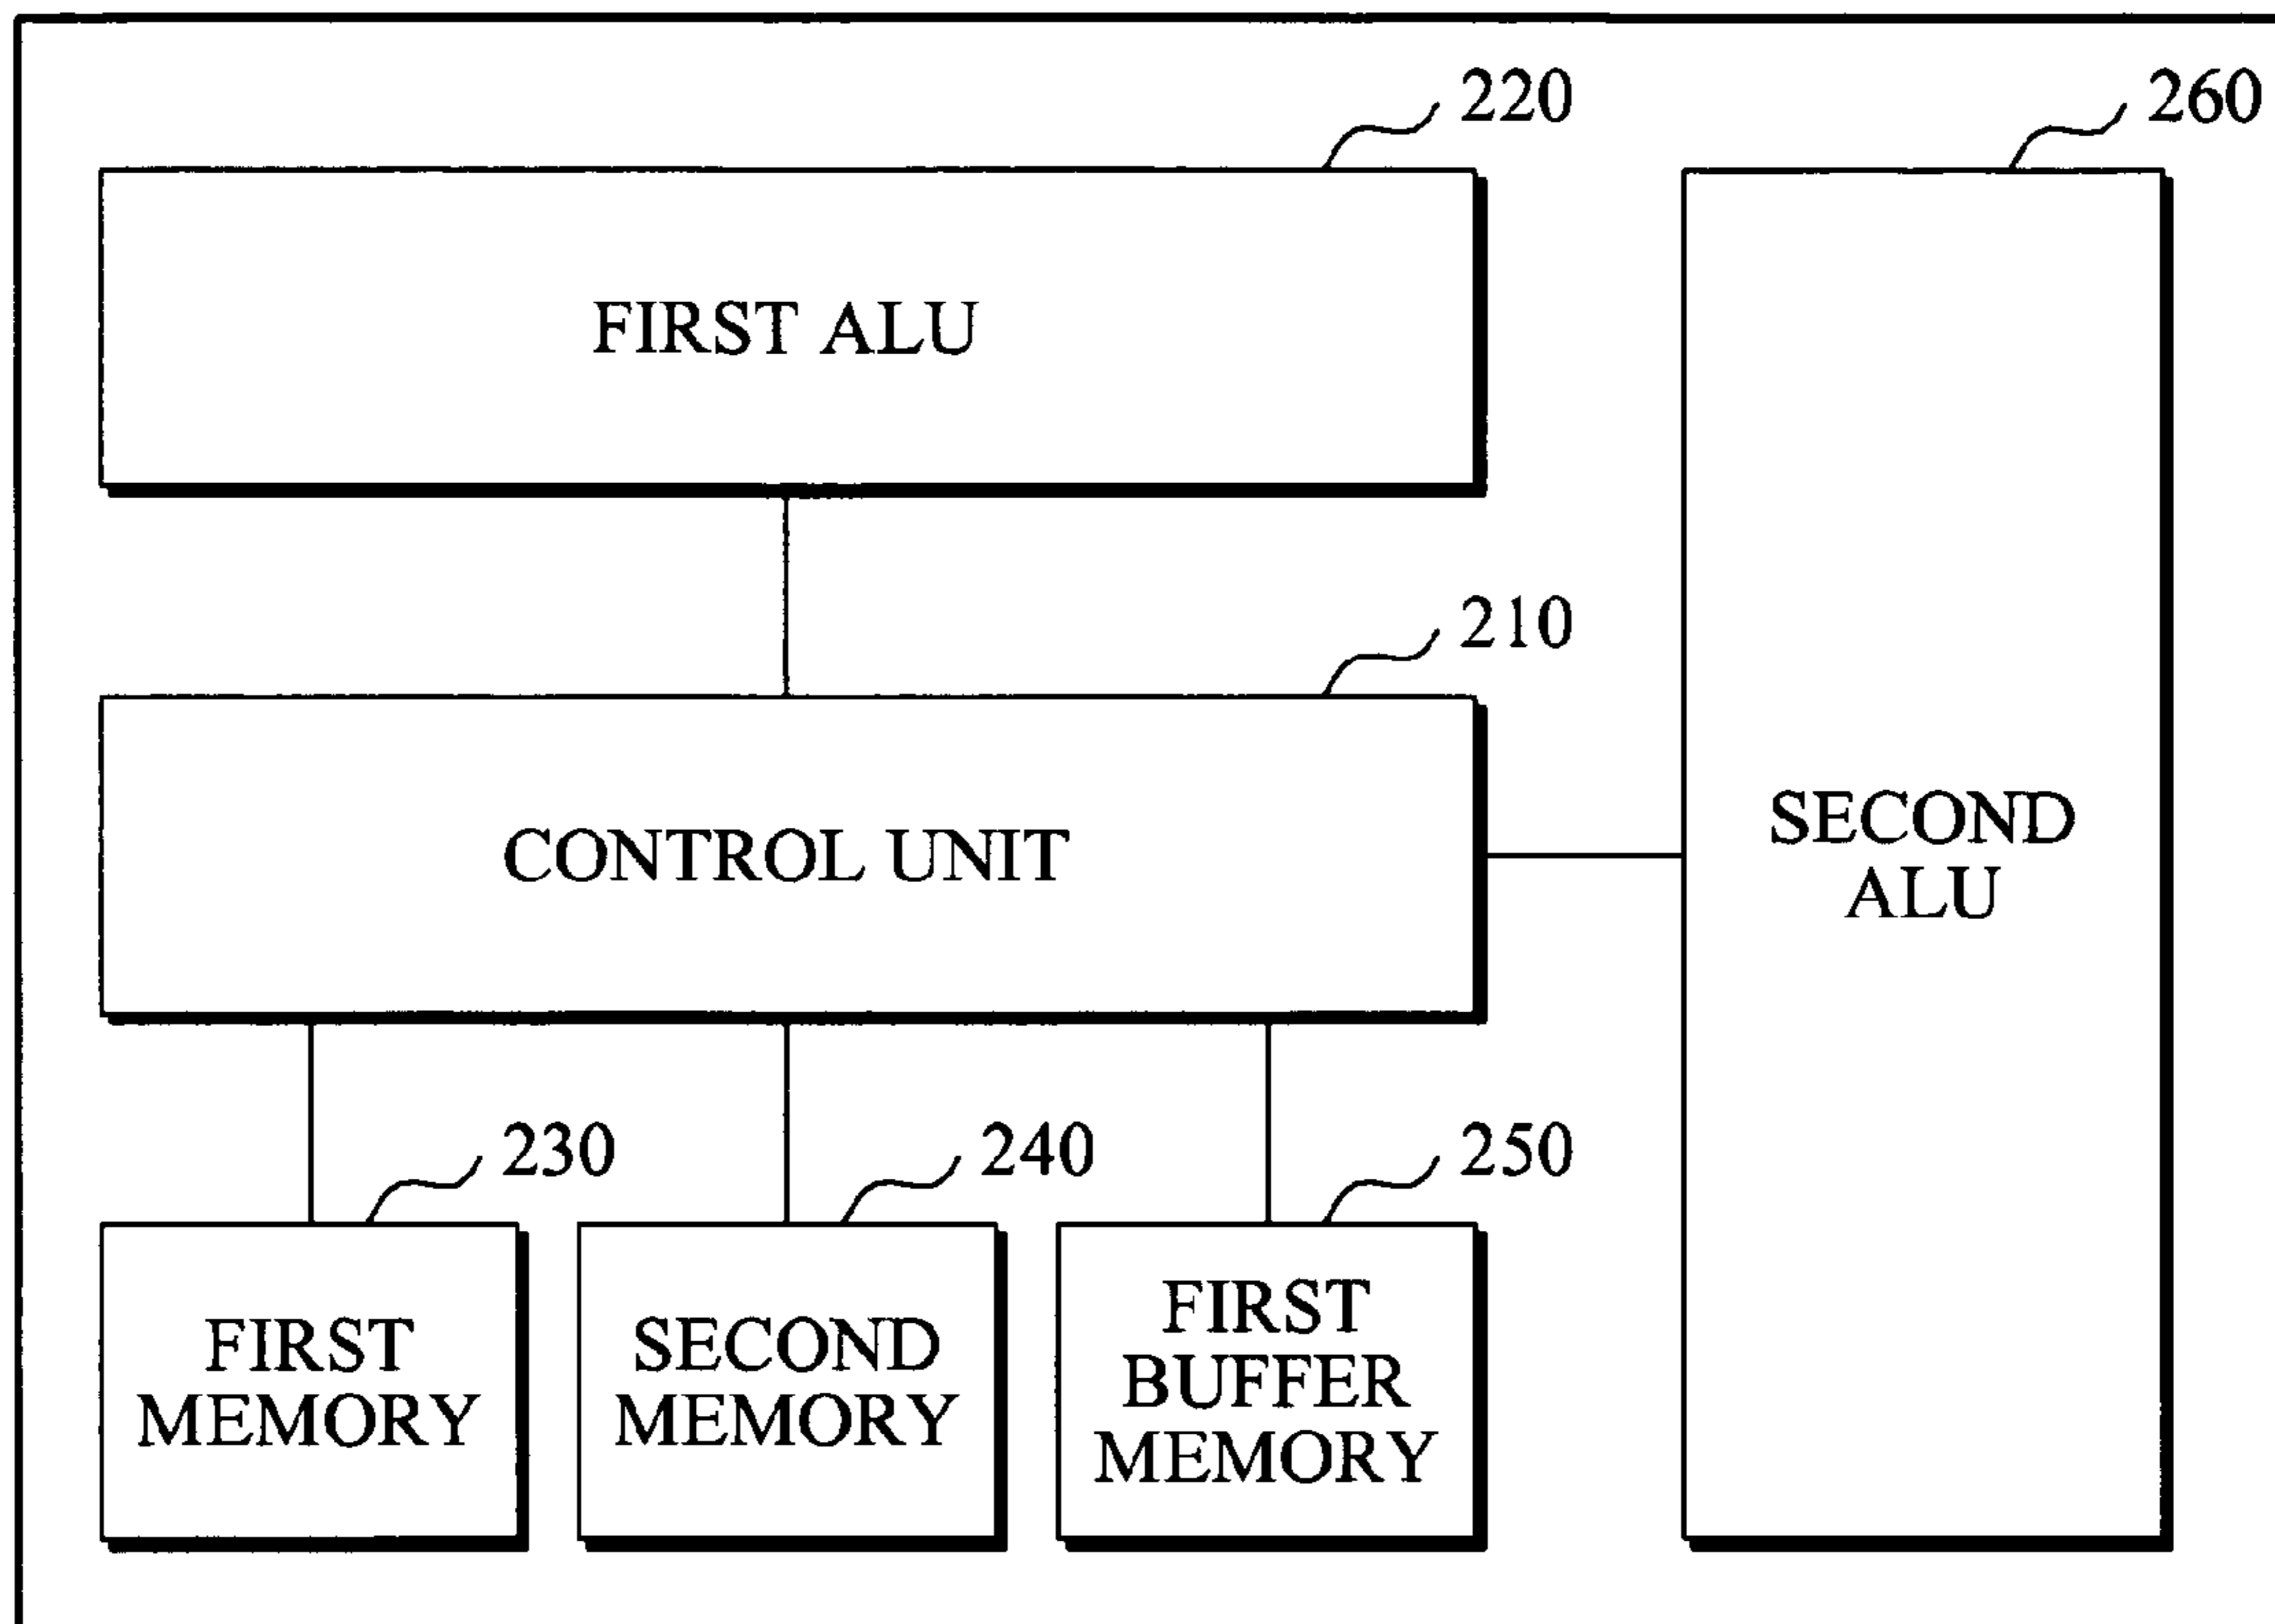 220
260
FIRST ALU
210
CONTROL UNIT
SECOND
ALU
230
240
250
FIRST
MEMORY
SECOND
MEMORY
FIRST
BUFFER
MEMORY